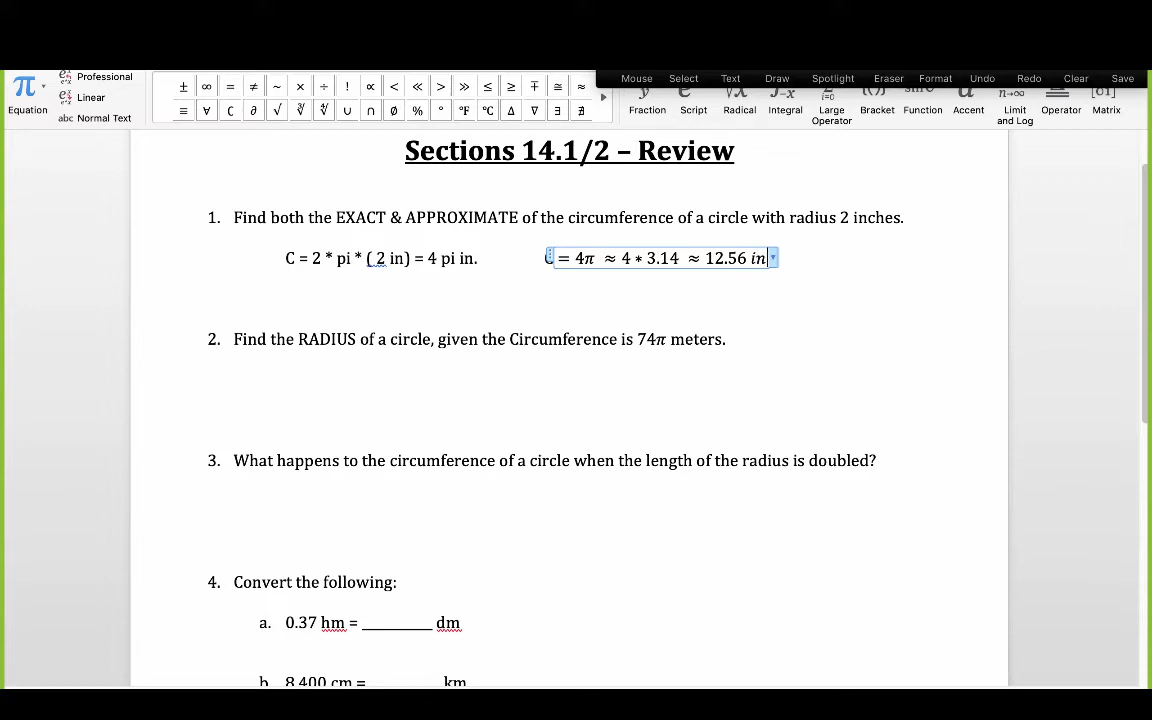 Mouse Select Text Draw Spotlight Eraser Format Undo Redo Clear Save
π Professional
Linear
abc Normal Text
Equation
± ∞ = ≠ ~ × ÷ ! ∝ < ≪ > ≫ ≤ ≥ ∓ ≅ ≈
≡ ∀ ∁ ∂ √ ∛ ∜ ∪ ∩ ∅ % ° °F °C ∆ ∇ ∃ ∄
Fraction Script Radical Integral Large Operator Bracket Function Accent Limit and Log Operator Matrix
Sections 14.1/2 – Review
1. Find both the EXACT & APPROXIMATE of the circumference of a circle with radius 2 inches.
C = 2 * pi * ( 2 in) = 4 pi in. C = 4π ≈ 4 ∗ 3.14 ≈ 12.56 in
2. Find the RADIUS of a circle, given the Circumference is 74π meters.
3. What happens to the circumference of a circle when the length of the radius is doubled?
4. Convert the following:
a. 0.37 hm = _________ dm
b. 8,400 cm = _________ km